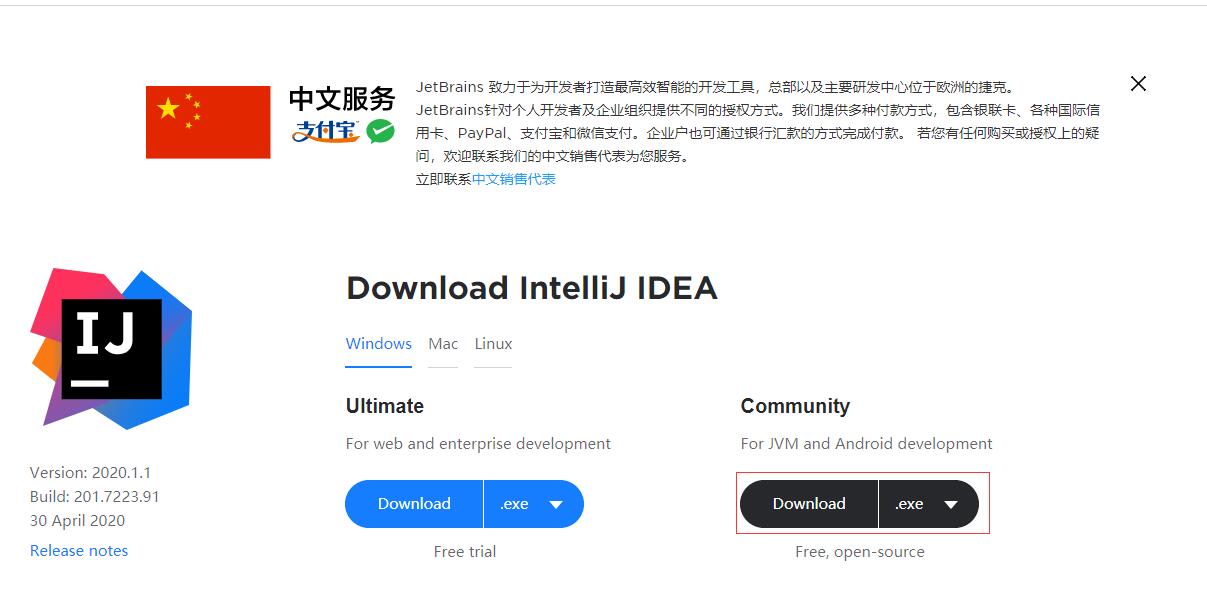 中文服务
支付宝
JetBrains 致力于为开发者打造最高效智能的开发工具，总部以及主要研发中心位于欧洲的捷克。
JetBrains针对个人开发者及企业组织提供不同的授权方式。我们提供多种付款方式，包含银联卡、各种国际信
用卡、PayPal、支付宝和微信支付。企业户也可通过银行汇款的方式完成付款。 若您有任何购买或授权上的疑
问，欢迎联系我们的中文销售代表为您服务。
立即联系中文销售代表
IJ
Download IntelliJ IDEA
Windows Mac Linux
Ultimate
For web and enterprise development
Download .exe
Free trial
Community
For JVM and Android development
Download .exe
Free, open-source
Version: 2020.1.1
Build: 201.7223.91
30 April 2020
Release notes